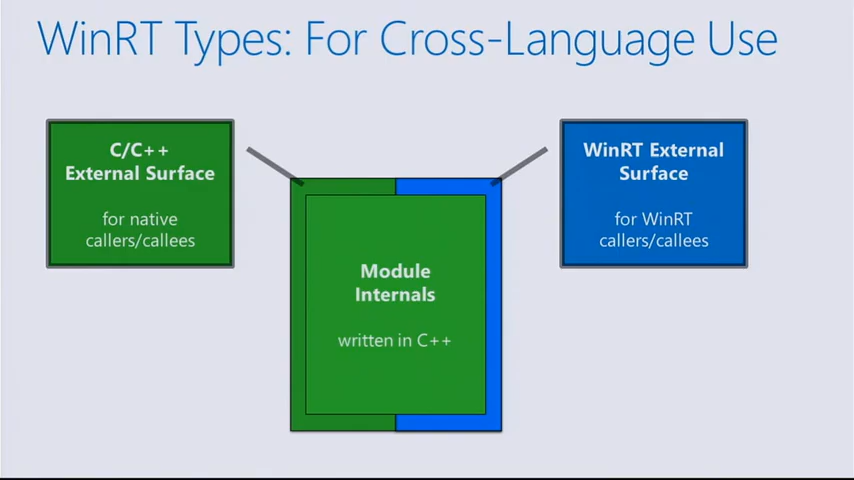 WinRT Types: For Cross-Language Use
C/C++
External Surface
for native
callers/callees
WinRT External
Surface
for WinRT
callers/callees
Module
Internals
written in C++